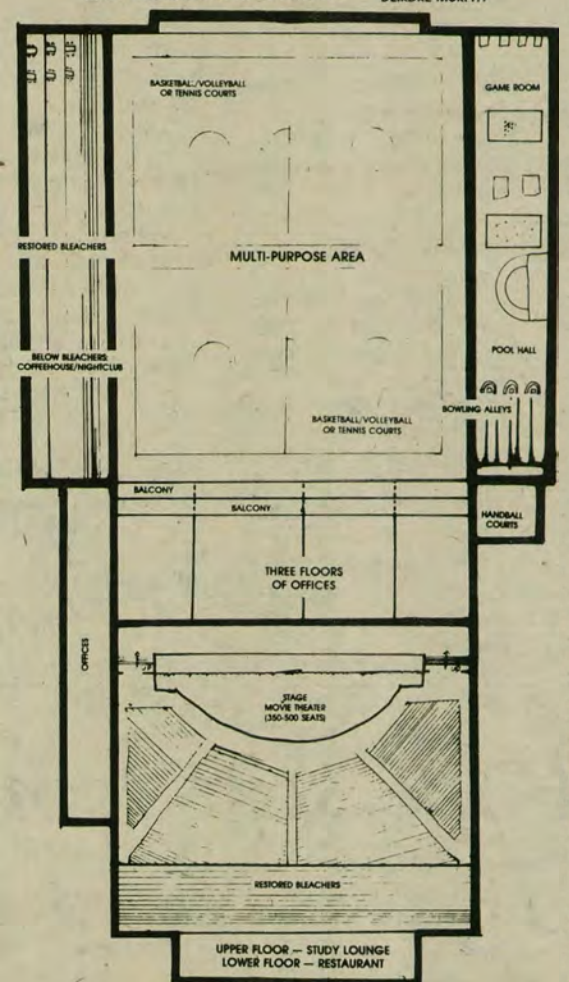 BASKETBALL/VOLLEYBALL
OR TENNIS COURTS
GAME ROOM
RESTORED BLEACHERS
MULTI-PURPOSE AREA
BELOW BLEACHERS:
COFFEEHOUSE/NIGHTCLUB
POOL HALL
BOWLING ALLEYS
BASKETBALL/VOLLEYBALL
OR TENNIS COURTS
BALCONY
BALCONY
HANDBALL
COURTS
THREE FLOORS
OF OFFICES
OFFICES
STAGE
MOVIE THEATER
(350-500 SEATS)
RESTORED BLEACHERS
UPPER FLOOR — STUDY LOUNGE
LOWER FLOOR — RESTAURANT